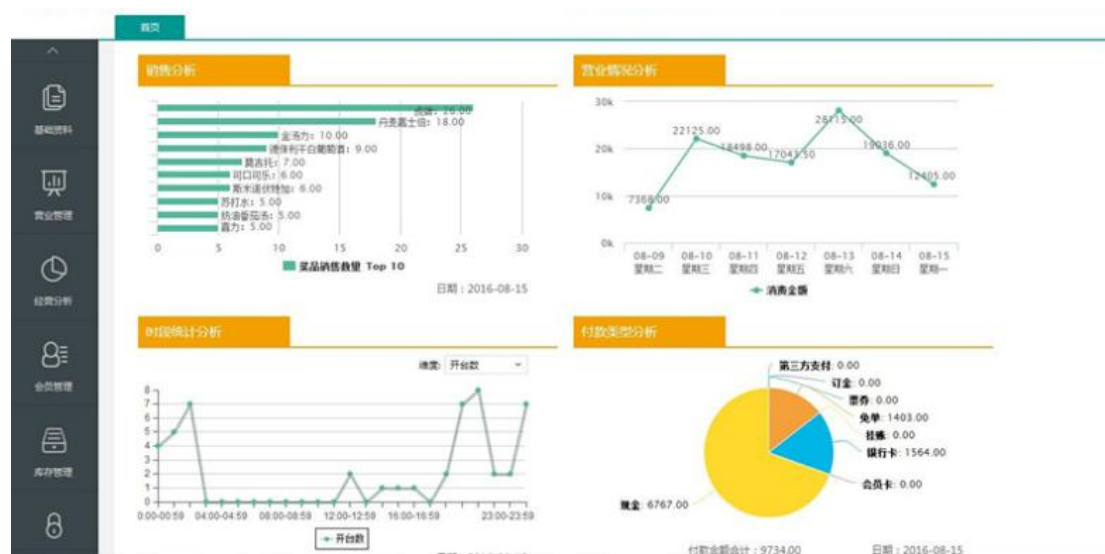 首页
基础资料
营业管理
经营分析
会员管理
库存管理
销售分析
虎牌: 26.00
丹麦嘉士伯: 18.00
金汤力: 10.00
德保利干白葡萄酒: 9.00
莫吉托: 7.00
可口可乐: 6.00
斯米诺伏特加: 6.00
苏打水: 5.00
奶油番茄汤: 5.00
喜力: 5.00
0 5 10 15 20 25 30
菜品销售数量 Top 10
日期：2016-08-15
营业情况分析
30k
20k
10k
0k
7368.00
22125.00
18498.00
17043.50
28115.00
19036.00
12405.00
08-09 08-10 08-11 08-12 08-13 08-14 08-15
星期二 星期三 星期四 星期五 星期六 星期日 星期一
消费金额
时段统计分析
维度: 开台数
8
7
6
5
4
3
2
1
0
0:00-00:59 04:00-04:59 08:00-08:59 12:00-12:59 16:00-16:59 23:00-23:59
开台数
付款类型分析
第三方支付: 0.00
订金: 0.00
票券: 0.00
免单: 1403.00
挂账: 0.00
银行卡: 1564.00
会员卡: 0.00
现金: 6767.00
付款金额合计：9734.00
日期：2016-08-15